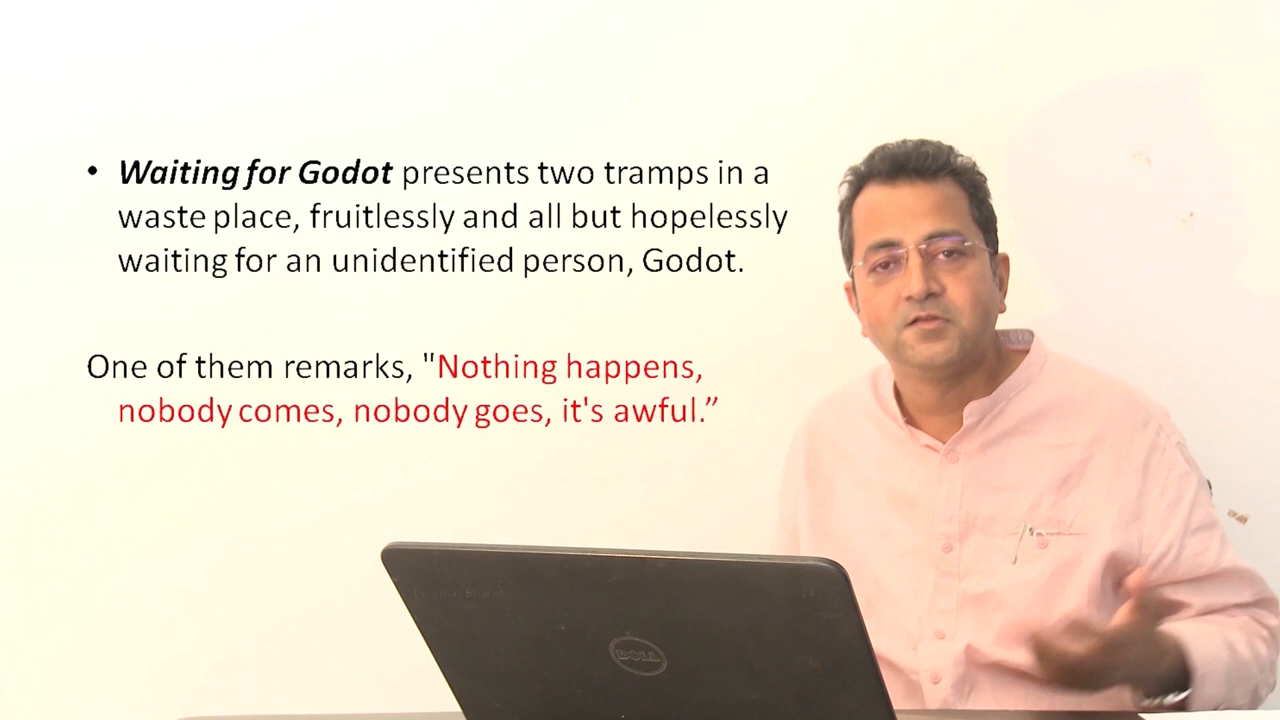 • Waiting for Godot presents two tramps in a
waste place, fruitlessly and all but hopelessly
waiting for an unidentified person, Godot.
One of them remarks, "Nothing happens,
nobody comes, nobody goes, it's awful.”
Bharat
DELL